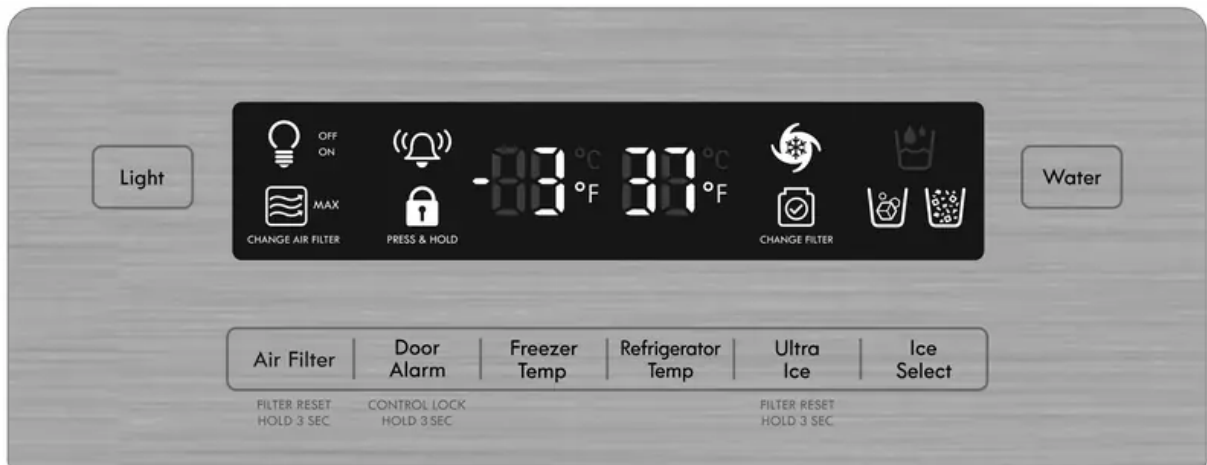 Light
OFF
ON
MAX
CHANGE AIR FILTER
PRESS & HOLD
-3 °C °F
37 °C °F
CHANGE FILTER
Water
Air Filter
Door
Alarm
Freezer
Temp
Refrigerator
Temp
Ultra
Ice
Ice
Select
FILTER RESET
HOLD 3 SEC
CONTROL LOCK
HOLD 3 SEC
FILTER RESET
HOLD 3 SEC